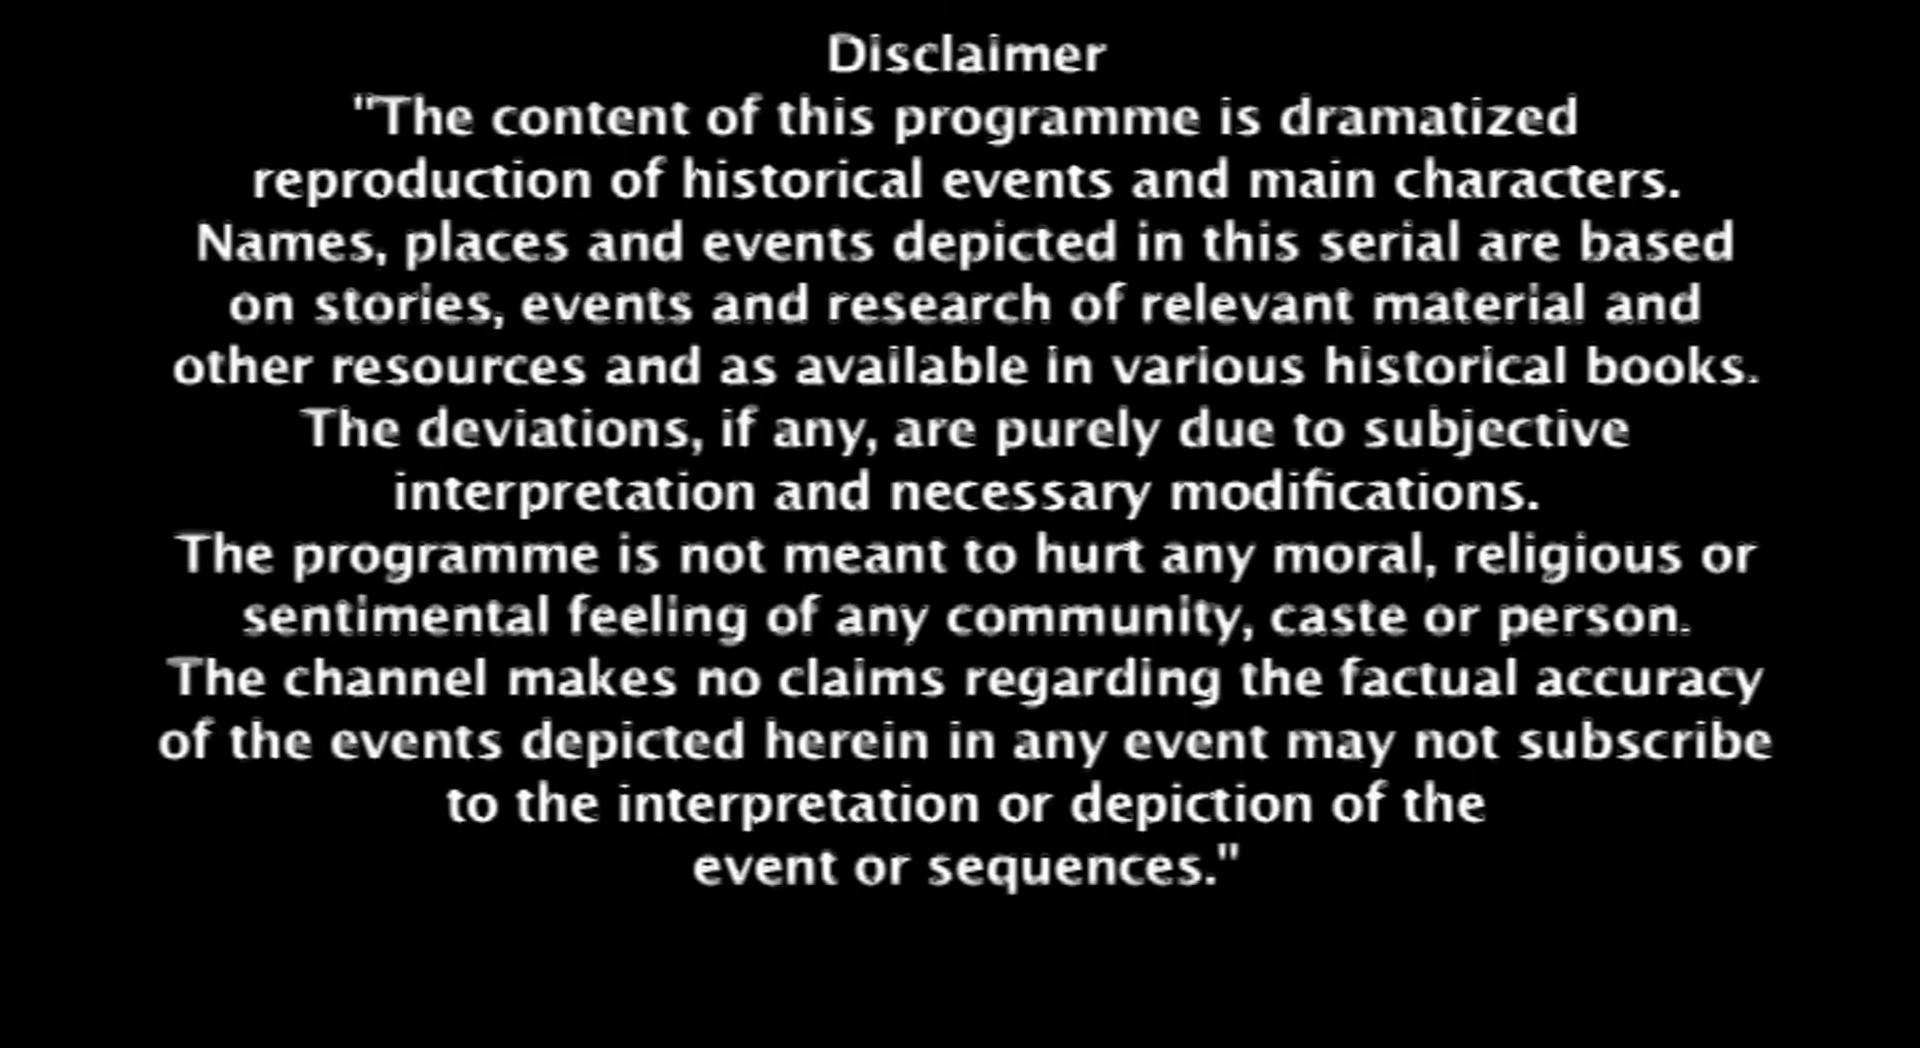 Disclaimer
"The content of this programme is dramatized
reproduction of historical events and main characters.
Names, places and events depicted in this serial are based
on stories, events and research of relevant material and
other resources and as available in various historical books.
The deviations, if any, are purely due to subjective
interpretation and necessary modifications.
The programme is not meant to hurt any moral, religious or
sentimental feeling of any community, caste or person.
The channel makes no claims regarding the factual accuracy
of the events depicted herein in any event may not subscribe
to the interpretation or depiction of the
event or sequences."